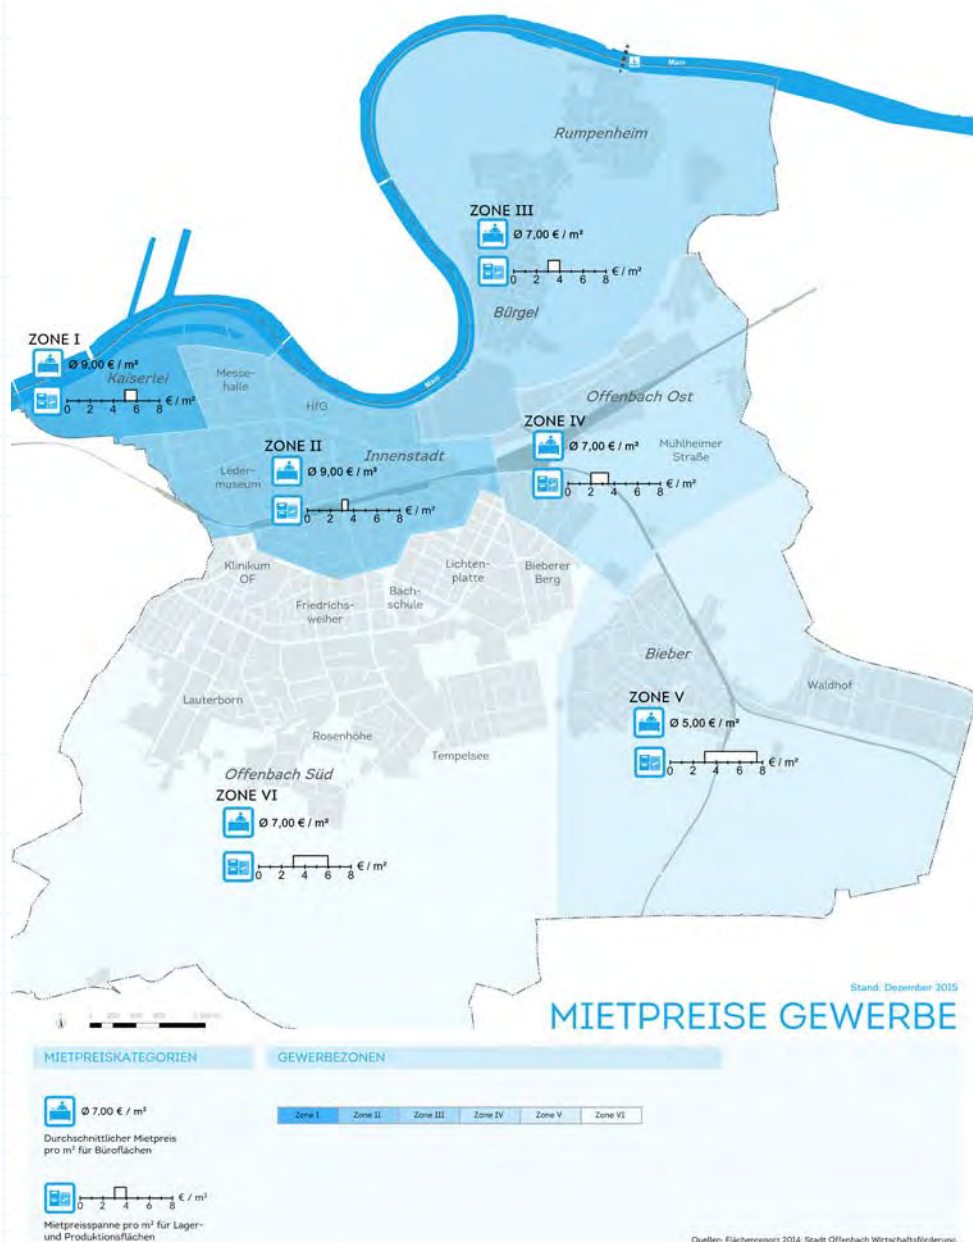 Main
Rumpenheim
ZONE III
Ø 7,00 € / m²
0 2 4 6 8 € / m²
Bürgel
ZONE I
Ø 9,00 € / m²
Kaiserlei
0 2 4 6 8 € / m²
Messe-
halle
HfG
Main
Offenbach Ost
ZONE IV
Ø 7,00 € / m²
0 2 4 6 8 € / m²
Mühlheimer
Straße
ZONE II
Innenstadt
Leder-
museum
Ø 9,00 € / m²
0 2 4 6 8 € / m²
Klinikum
OF
Lichten-
platte
Bieberer
Berg
Friedrichs-
weiher
Bach-
schule
Bieber
Waldhof
Lauterborn
ZONE V
Ø 5,00 € / m²
0 2 4 6 8 € / m²
Rosenhöhe
Tempelsee
Offenbach Süd
ZONE VI
Ø 7,00 € / m²
0 2 4 6 8 € / m²
Stand: Dezember 2015
MIETPREISE GEWERBE
MIETPREISKATEGORIEN
GEWERBEZONEN
Ø 7,00 € / m²
Zone I Zone II Zone III Zone IV Zone V Zone VI
Durchschnittlicher Mietpreis
pro m² für Büroflächen
0 2 4 6 8 € / m²
Mietpreisspanne pro m² für Lager-
und Produktionsflächen
Quellen: Flächenreport 2014; Stadt Offenbach Wirtschaftsförderung,